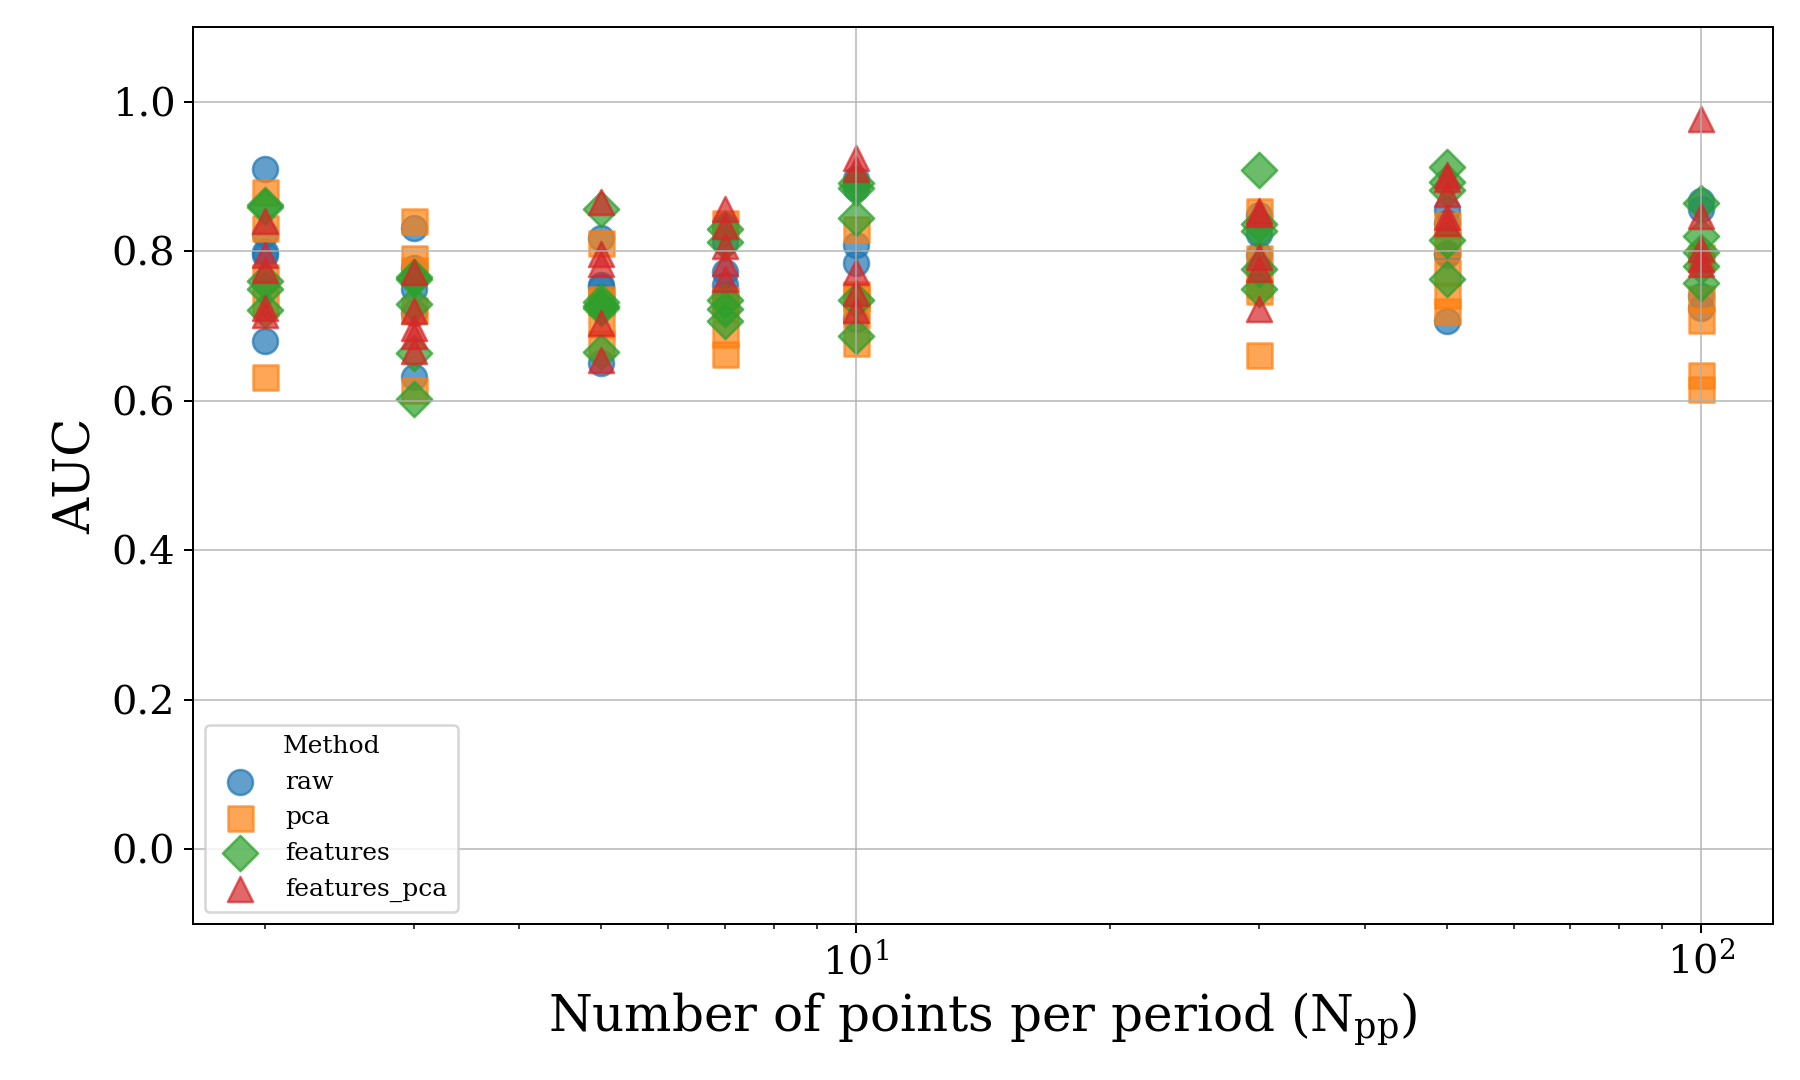 1.0
0.8
0.6
0.4
0.2
0.0
AUC
Method
raw
pca
features
features_pca
10¹
10²
Number of points per period (Nₚₚ)